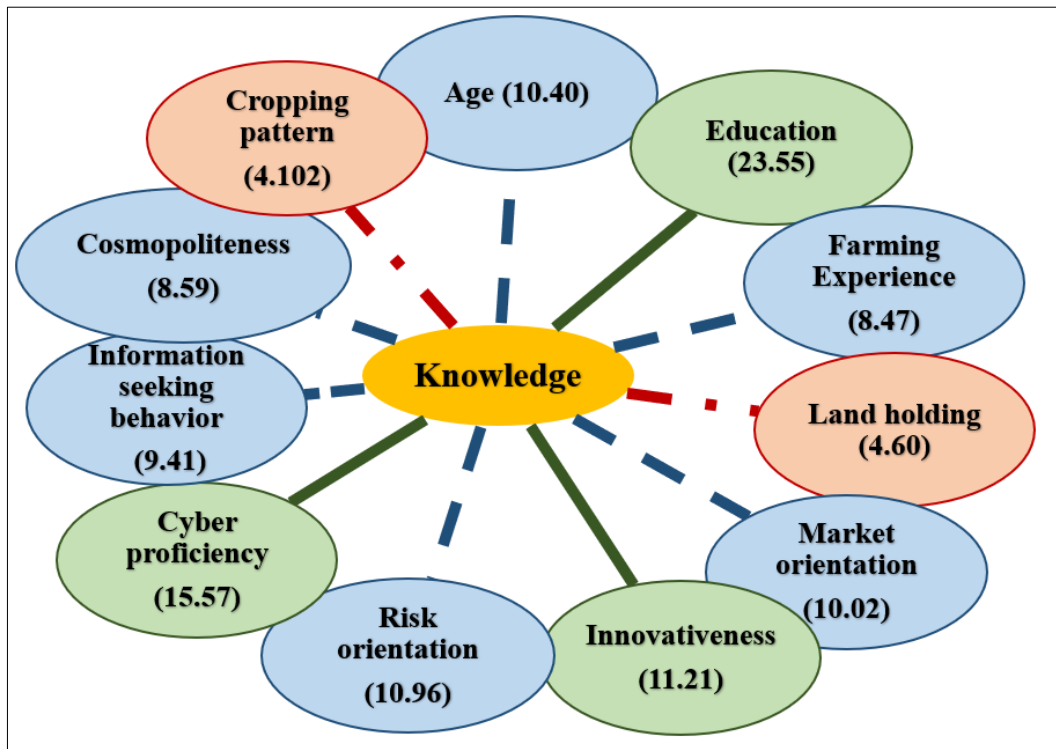 Age (10.40)
Cropping
pattern
(4.102)
Education
(23.55)
Cosmopoliteness
(8.59)
Farming
Experience
(8.47)
Information
seeking
behavior
(9.41)
Knowledge
Land holding
(4.60)
Cyber
proficiency
(15.57)
Market
orientation
(10.02)
Risk
orientation
(10.96)
Innovativeness
(11.21)